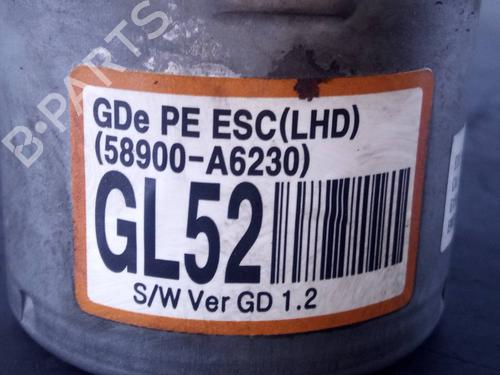 B-PARTS
GDe PE ESC(LHD)
(58900-A6230)
GL52
S/W Ver GD 1.2